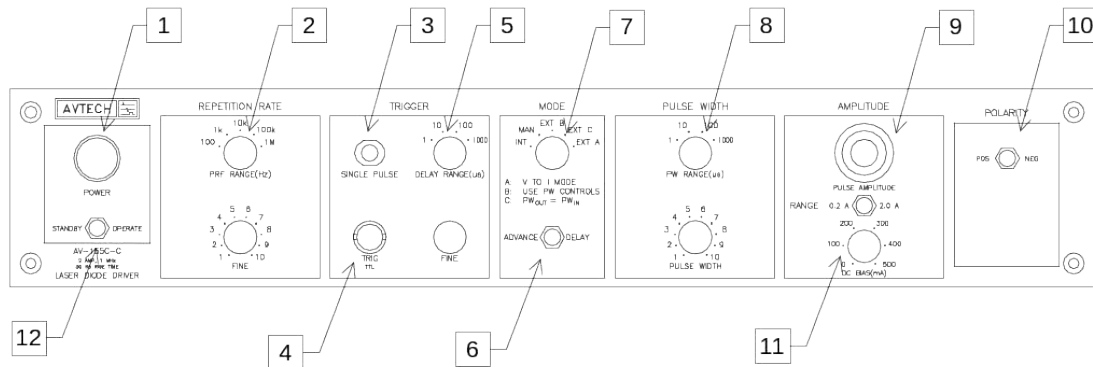 1
2
3
5
7
8
9
10
AVTECH
POWER
STANDBY OPERATE
LASER DIODE DRIVER
REPETITION RATE
100 1k 10k 100k 1M
PRF RANGE(Hz)
1 2 3 4 5 6 7 8 9 10
FINE
TRIGGER
SINGLE PULSE
1 10 100 1000
DELAY RANGE(us)
TRIG
TTL
FINE
MODE
INT MAN EXT B EXT C EXT A
A: V TO I MODE
B: USE PW CONTROLS
C: PWOUT = PWIN
ADVANCE DELAY
PULSE WIDTH
1 10 100 1000
PW RANGE(us)
1 2 3 4 5 6 7 8 9 10
PULSE WIDTH
AMPLITUDE
PULSE AMPLITUDE
RANGE 0.2 A 2.0 A
0 100 200 300 400 500
DC BIAS(mA)
POLARITY
POS NEG
12
4
6
11